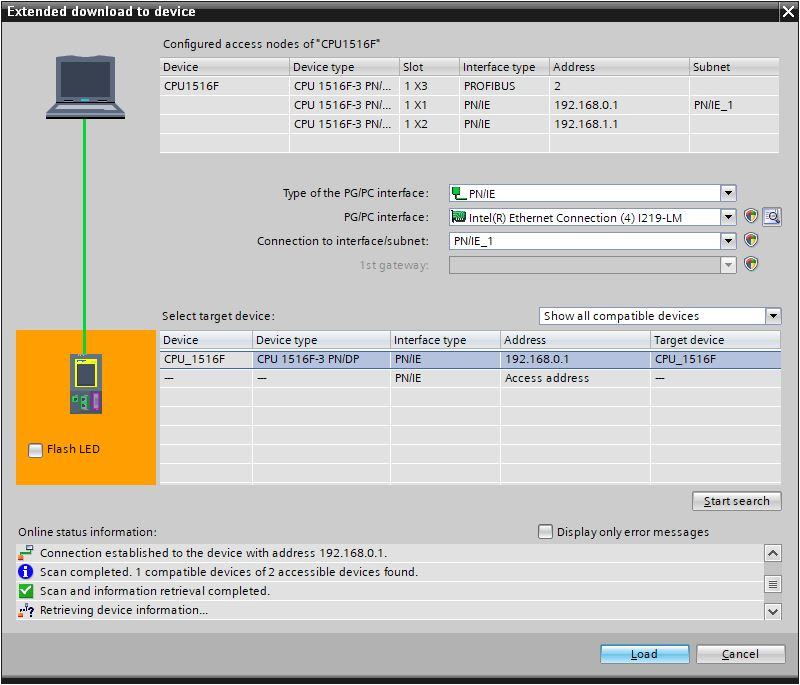 Extended download to device
Configured access nodes of "CPU1516F"
Device Device type Slot Interface type Address Subnet
CPU1516F CPU 1516F-3 PN/... 1 X3 PROFIBUS 2
CPU 1516F-3 PN/... 1 X1 PN/IE 192.168.0.1 PN/IE_1
CPU 1516F-3 PN/... 1 X2 PN/IE 192.168.1.1
Type of the PG/PC interface: PN/IE
PG/PC interface: Intel(R) Ethernet Connection (4) I219-LM
Connection to interface/subnet: PN/IE_1
1st gateway:
Select target device: Show all compatible devices
Device Device type Interface type Address Target device
CPU_1516F CPU 1516F-3 PN/DP PN/IE 192.168.0.1 CPU_1516F
--- --- PN/IE Access address ---
Flash LED
Start search
Online status information: Display only error messages
Connection established to the device with address 192.168.0.1.
Scan completed. 1 compatible devices of 2 accessible devices found.
Scan and information retrieval completed.
Retrieving device information...
Load Cancel